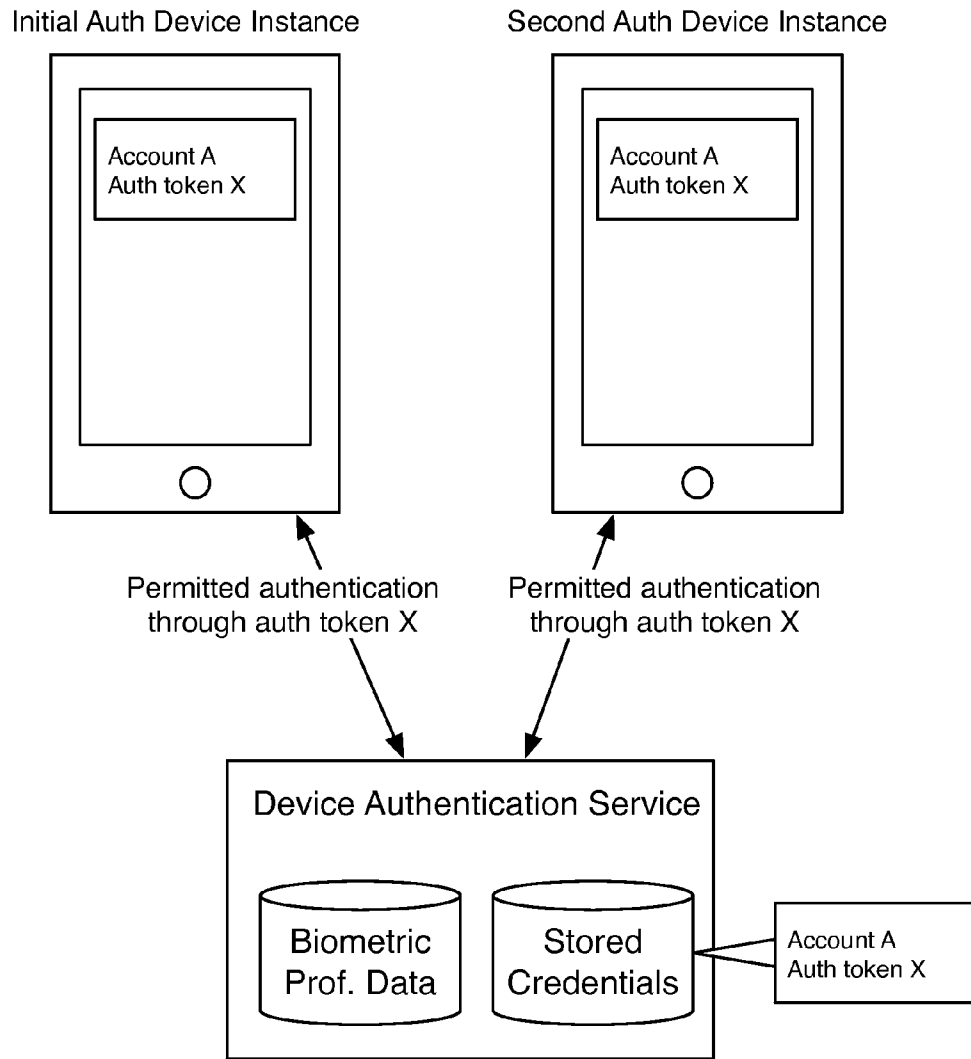 Initial Auth Device Instance
Second Auth Device Instance
Account A
Auth token X
Account A
Auth token X
Permitted authentication
through auth token X
Permitted authentication
through auth token X
Device Authentication Service
Biometric
Prof. Data
Stored
Credentials
Account A
Auth token X